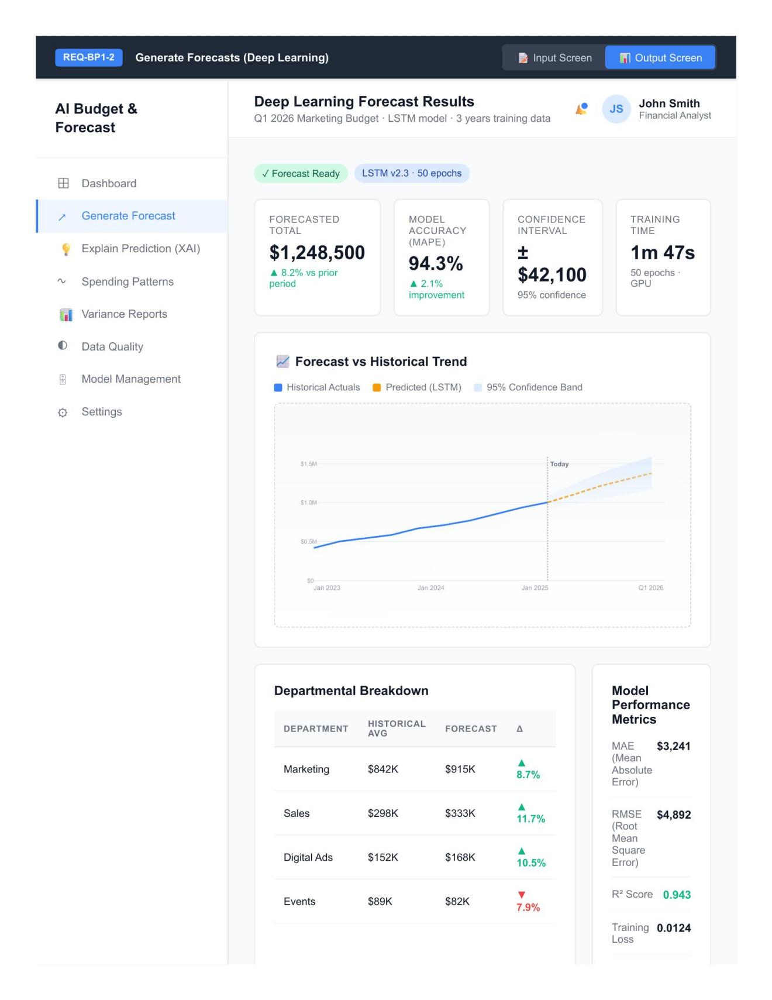 REQ-BP1-2
Generate Forecasts (Deep Learning)
Input Screen
Output Screen
AI Budget &
Forecast
Dashboard
Generate Forecast
Explain Prediction (XAI)
Spending Patterns
Variance Reports
Data Quality
Model Management
Settings
Deep Learning Forecast Results
Q1 2026 Marketing Budget · LSTM model · 3 years training data
JS
John Smith
Financial Analyst
✓ Forecast Ready
LSTM v2.3 · 50 epochs
FORECASTED
TOTAL
$1,248,500
▲ 8.2% vs prior
period
MODEL
ACCURACY
(MAPE)
94.3%
▲ 2.1%
improvement
CONFIDENCE
INTERVAL
±
$42,100
95% confidence
TRAINING
TIME
1m 47s
50 epochs ·
GPU
Forecast vs Historical Trend
Historical Actuals
Predicted (LSTM)
95% Confidence Band
$1.5M
$1.0M
$0.5M
$0
Today
Jan 2023
Jan 2024
Jan 2025
Q1 2026
Departmental Breakdown
DEPARTMENT
HISTORICAL
AVG
FORECAST
Δ
Marketing
$842K
$915K
▲
8.7%
Sales
$298K
$333K
▲
11.7%
Digital Ads
$152K
$168K
▲
10.5%
Events
$89K
$82K
▼
7.9%
Model
Performance
Metrics
MAE
(Mean
Absolute
Error)
$3,241
RMSE
(Root
Mean
Square
Error)
$4,892
R² Score
0.943
Training
Loss
0.0124